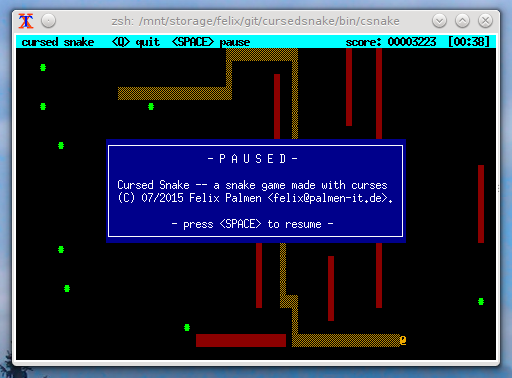 zsh: /mnt/storage/felix/git/cursedsnake/bin/csnake
cursed snake <Q> quit <SPACE> pause score: 00003223 [00:38]
- P A U S E D -
Cursed Snake -- a snake game made with curses
(C) 07/2015 Felix Palmen <felix@palmen-it.de>.
- press <SPACE> to resume -